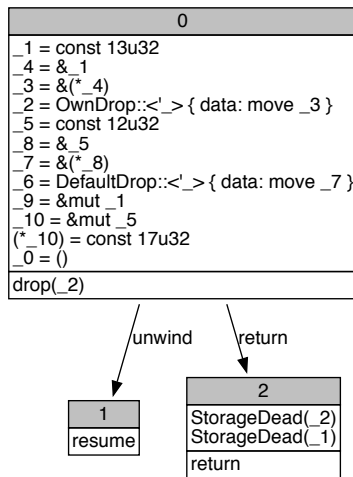 0
_1 = const 13u32
_4 = &_1
_3 = &(*_4)
_2 = OwnDrop::<'_> { data: move _3 }
_5 = const 12u32
_8 = &_5
_7 = &(*_8)
_6 = DefaultDrop::<'_> { data: move _7 }
_9 = &mut _1
_10 = &mut _5
(*_10) = const 17u32
_0 = ()
drop(_2)
unwind
return
1
resume
2
StorageDead(_2)
StorageDead(_1)
return